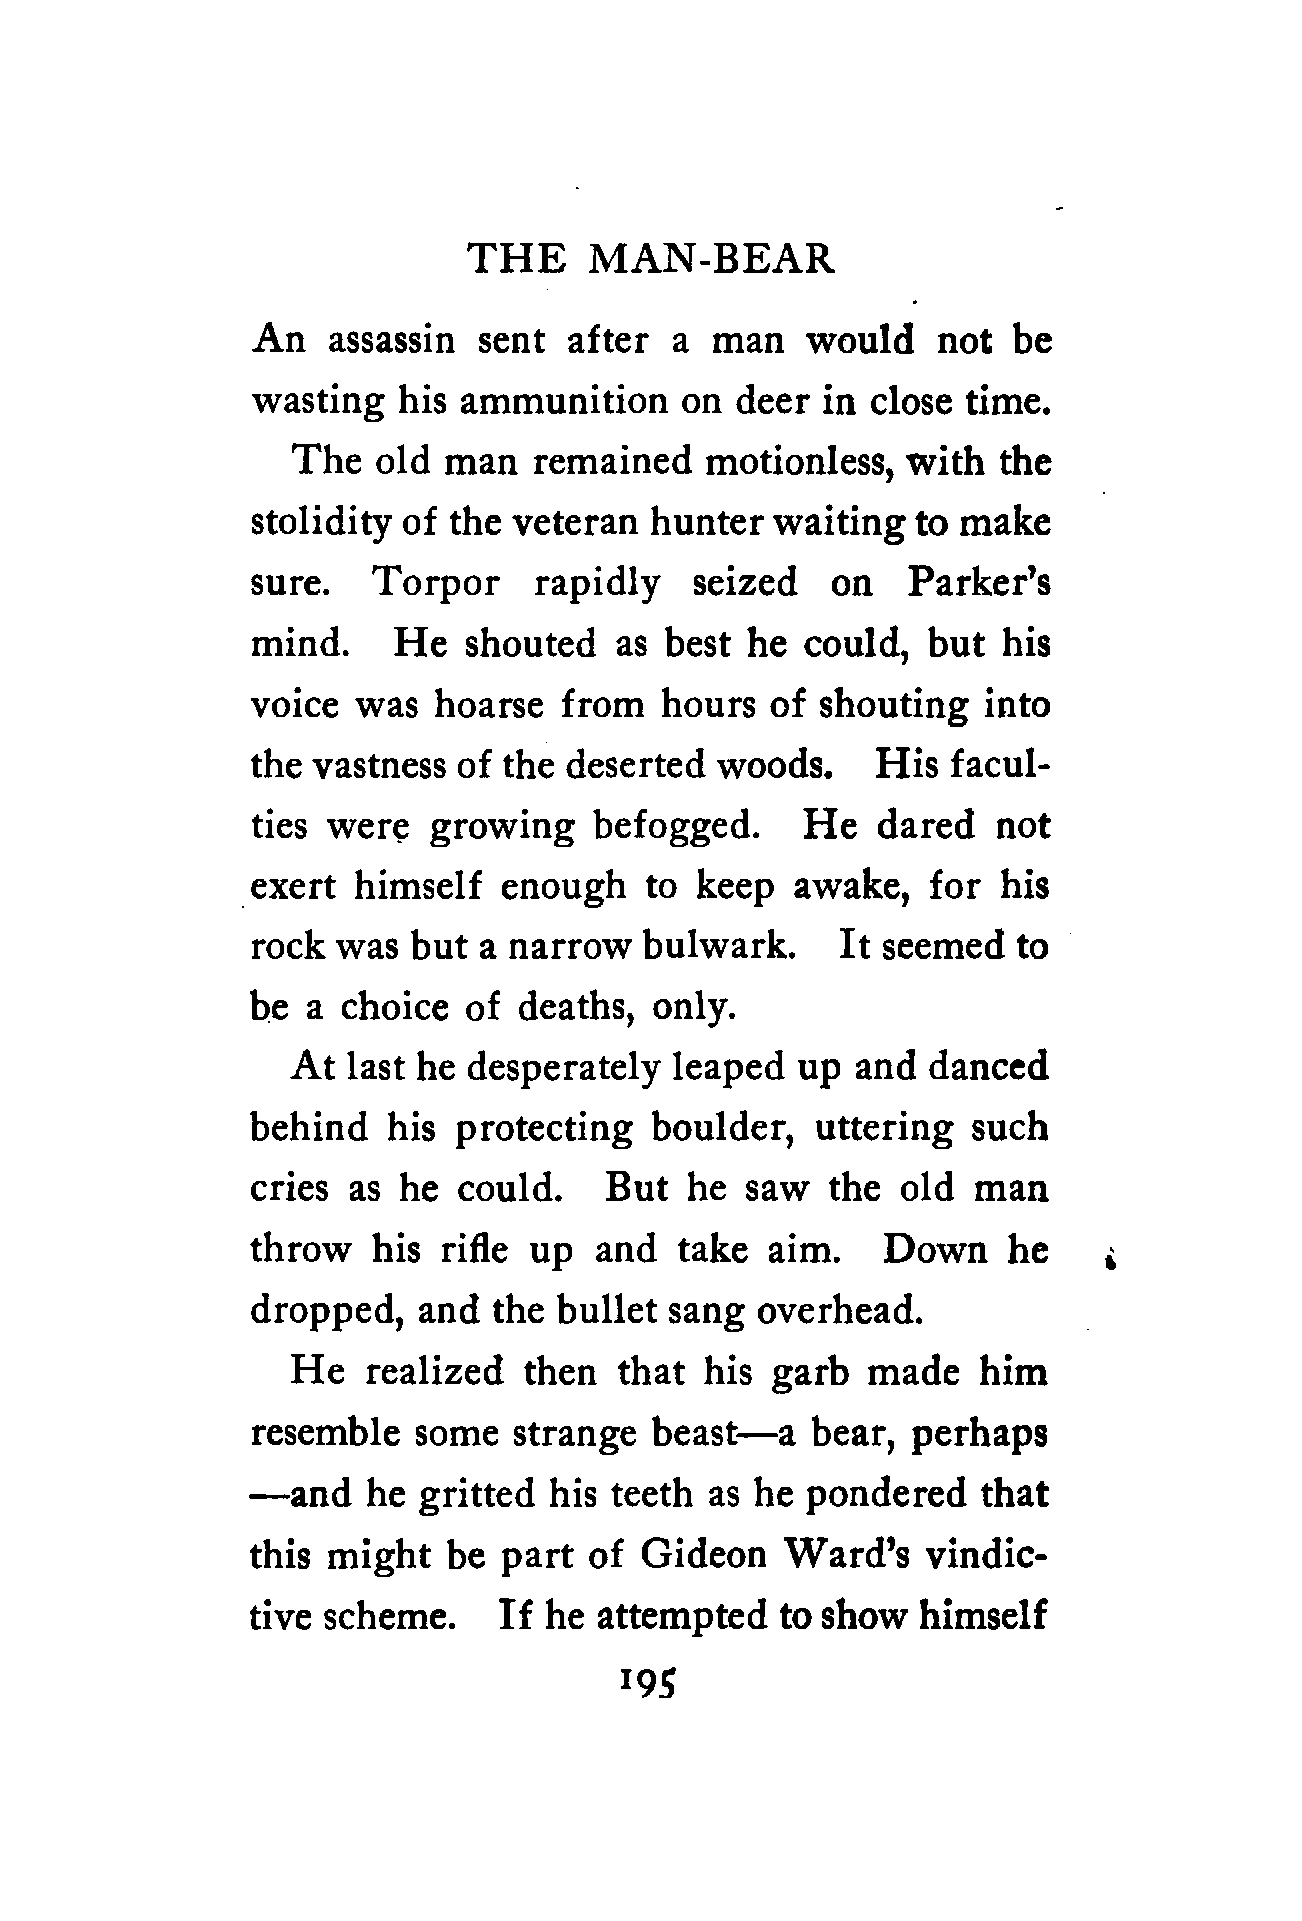 THE MAN-BEAR
An assassin sent after a man would not be
wasting his ammunition on deer in close time.
The old man remained motionless, with the
stolidity of the veteran hunter waiting to make
sure. Torpor rapidly seized on Parker's
mind. He shouted as best he could, but his
voice was hoarse from hours of shouting into
the vastness of the deserted woods. His facul-
ties were growing befogged. He dared not
exert himself enough to keep awake, for his
rock was but a narrow bulwark. It seemed to
be a choice of deaths, only.
At last he desperately leaped up and danced
behind his protecting boulder, uttering such
cries as he could. But he saw the old man
throw his rifle up and take aim. Down he
dropped, and the bullet sang overhead.
He realized then that his garb made him
resemble some strange beast—a bear, perhaps
—and he gritted his teeth as he pondered that
this might be part of Gideon Ward's vindic-
tive scheme. If he attempted to show himself
195